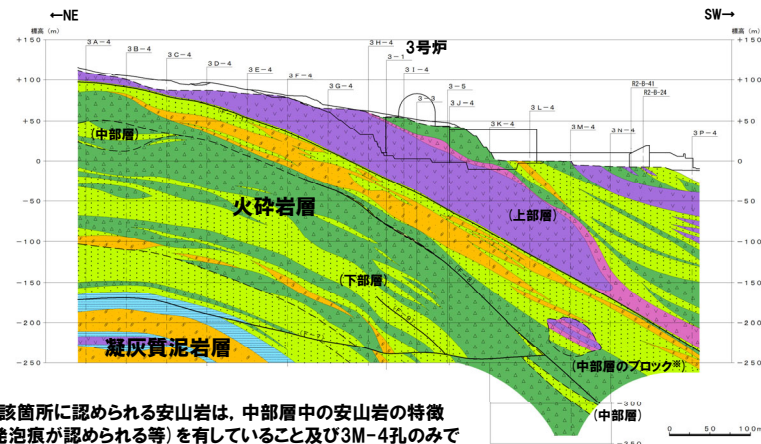 ←NE
SW→
標高(m)
標高(m)
3号炉
3A-4
3B-4
3C-4
3D-4
3E-4
3F-4
3G-4
3H-4
3-1
3I-4
3-3
3-5
3J-4
3K-4
3L-4
3M-4
3N-4
R2-B-41
R2-B-24
3P-4
+150
+150
+100
+100
+50
+50
0
0
-50
-50
-100
-100
-150
-150
-200
-200
-250
-250
-300
-350
(中部層)
火砕岩層
(上部層)
(下部層)
凝灰質泥岩層
(中部層のブロック※)
(中部層)
0 50 100m
該箇所に認められる安山岩は,中部層中の安山岩の特徴
発泡痕が認められる等)を有していること及び3M-4孔のみで